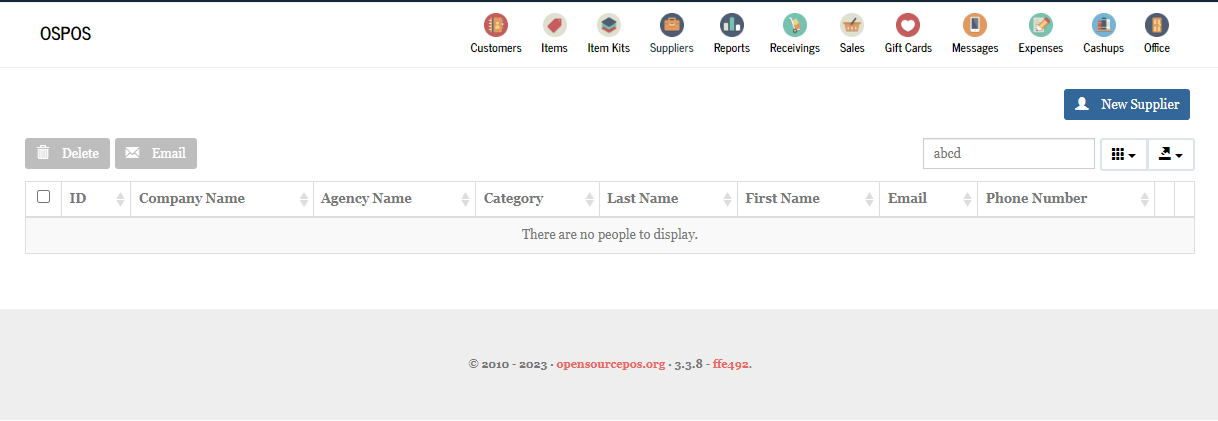 OSPOS
Customers Items Item Kits Suppliers Reports Receivings Sales Gift Cards Messages Expenses Cashups Office
New Supplier
Delete Email abcd
ID Company Name Agency Name Category Last Name First Name Email Phone Number
There are no people to display.
© 2010 - 2023 · opensourcepos.org · 3.3.8 - ffe492.